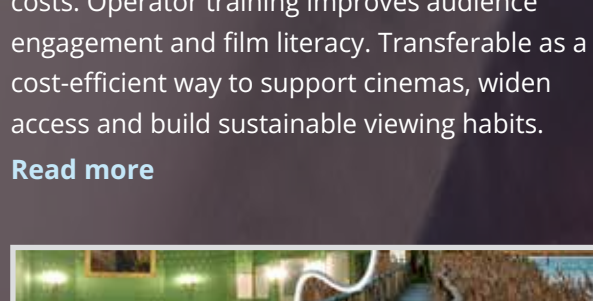 costs. Operator training improves audience
engagement and film literacy. Transferable as a
cost-efficient way to support cinemas, widen
access and build sustainable viewing habits.
Read more